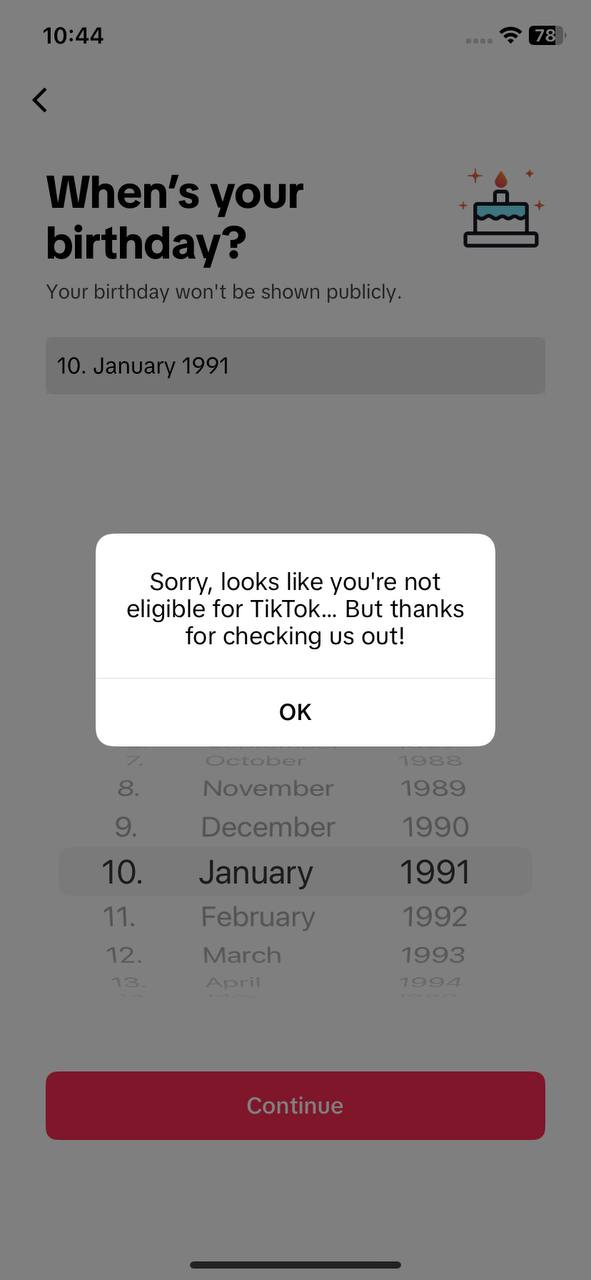 10:44
78
When's your
birthday?
Your birthday won't be shown publicly.
10. January 1991
Sorry, looks like you're not
eligible for TikTok... But thanks
for checking us out!
OK
7. October 1988
8. November 1989
9. December 1990
10. January 1991
11. February 1992
12. March 1993
13. April 1994
Continue